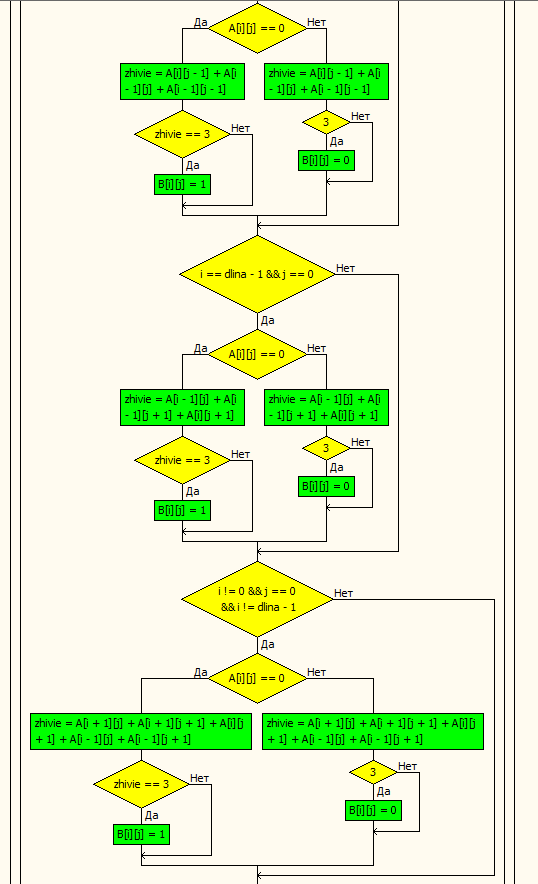 Да
A[i][j] == 0
Нет
zhivie = A[i][j - 1] + A[i
- 1][j] + A[i - 1][j - 1]
zhivie = A[i][j - 1] + A[i
- 1][j] + A[i - 1][j - 1]
zhivie == 3
Нет
3
Нет
Да
Да
B[i][j] = 0
B[i][j] = 1
i == dlina - 1 && j == 0
Нет
Да
Да
A[i][j] == 0
Нет
zhivie = A[i - 1][j] + A[i
- 1][j + 1] + A[i][j + 1]
zhivie = A[i - 1][j] + A[i
- 1][j + 1] + A[i][j + 1]
zhivie == 3
Нет
3
Нет
Да
Да
B[i][j] = 0
B[i][j] = 1
i != 0 && j == 0
&& i != dlina - 1
Нет
Да
Да
A[i][j] == 0
Нет
zhivie = A[i + 1][j] + A[i + 1][j + 1] + A[i][j
+ 1] + A[i - 1][j] + A[i - 1][j + 1]
zhivie = A[i + 1][j] + A[i + 1][j + 1] + A[i][j
+ 1] + A[i - 1][j] + A[i - 1][j + 1]
zhivie == 3
Нет
3
Нет
Да
Да
B[i][j] = 0
B[i][j] = 1